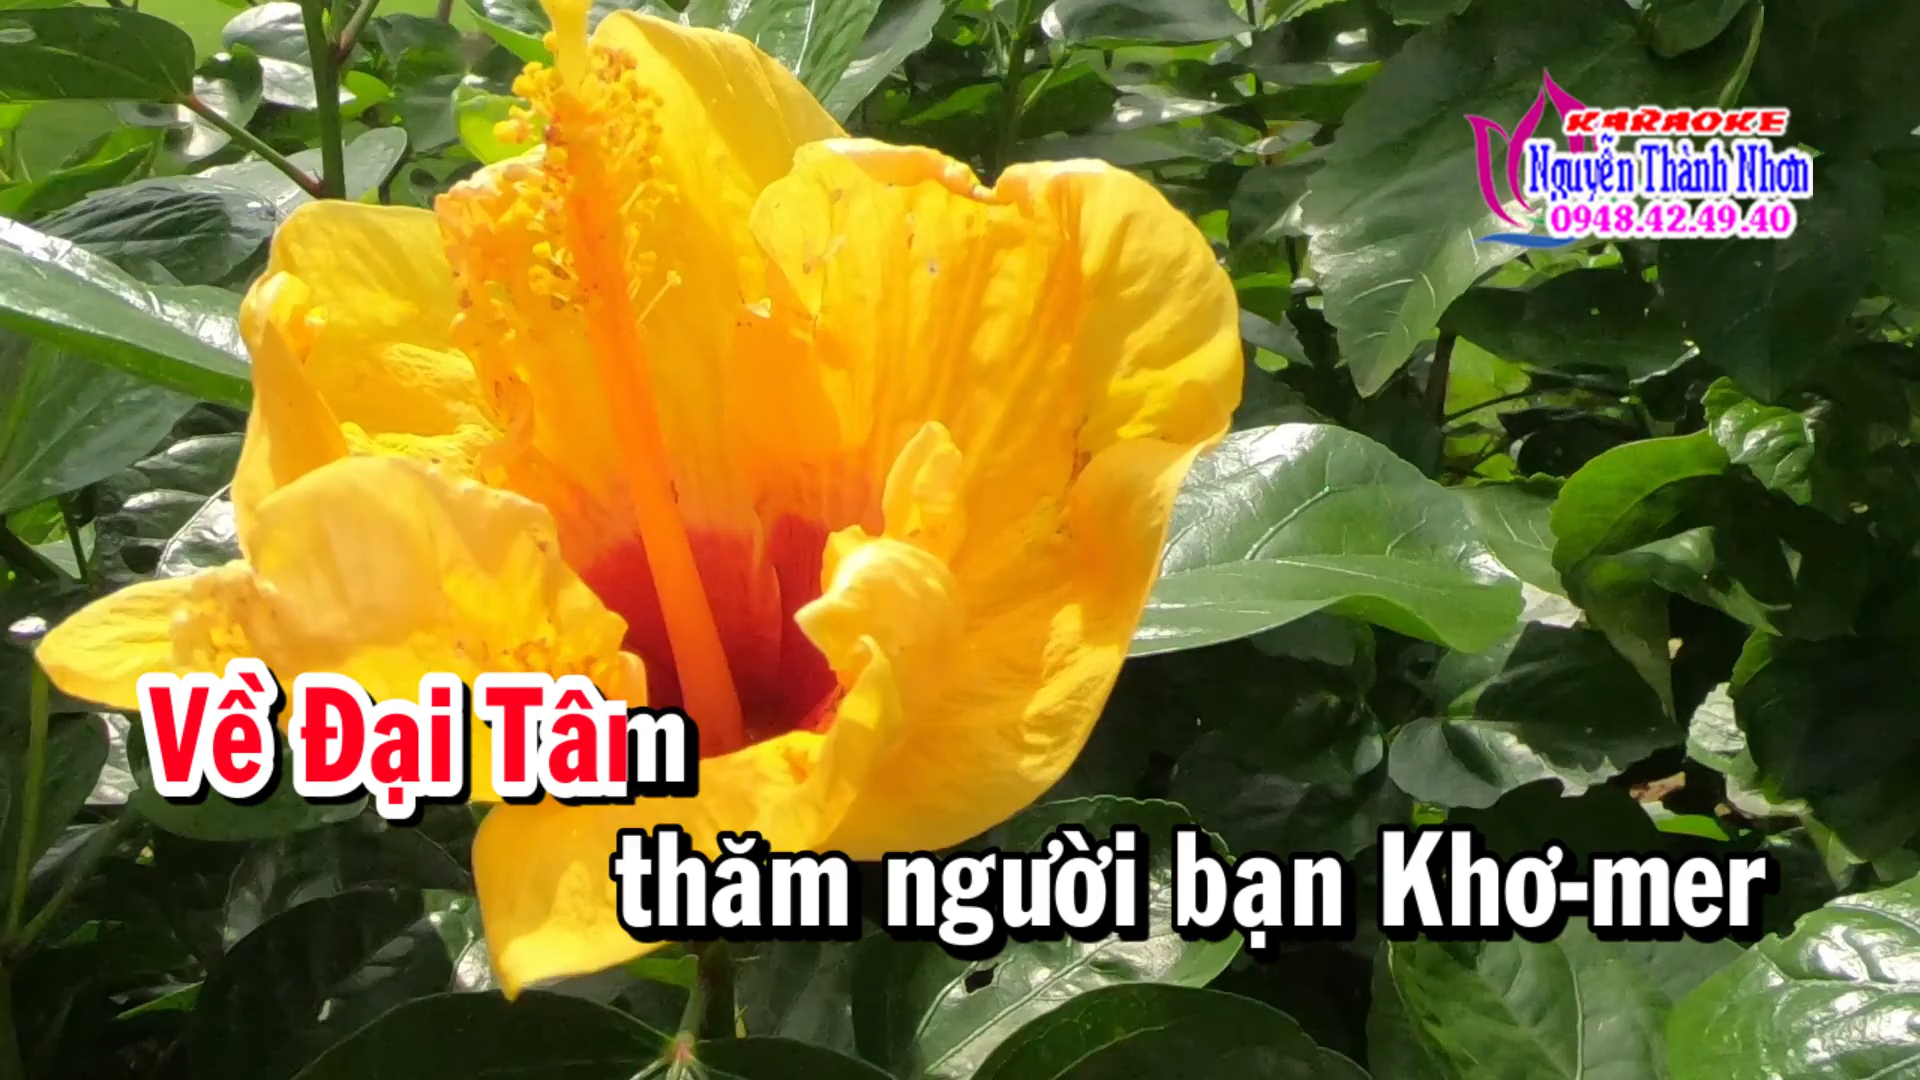 KARAOKE
Nguyễn Thành Nhơn
0948.42.49.40
Về Đại Tâm
thăm người bạn Khơ-mer